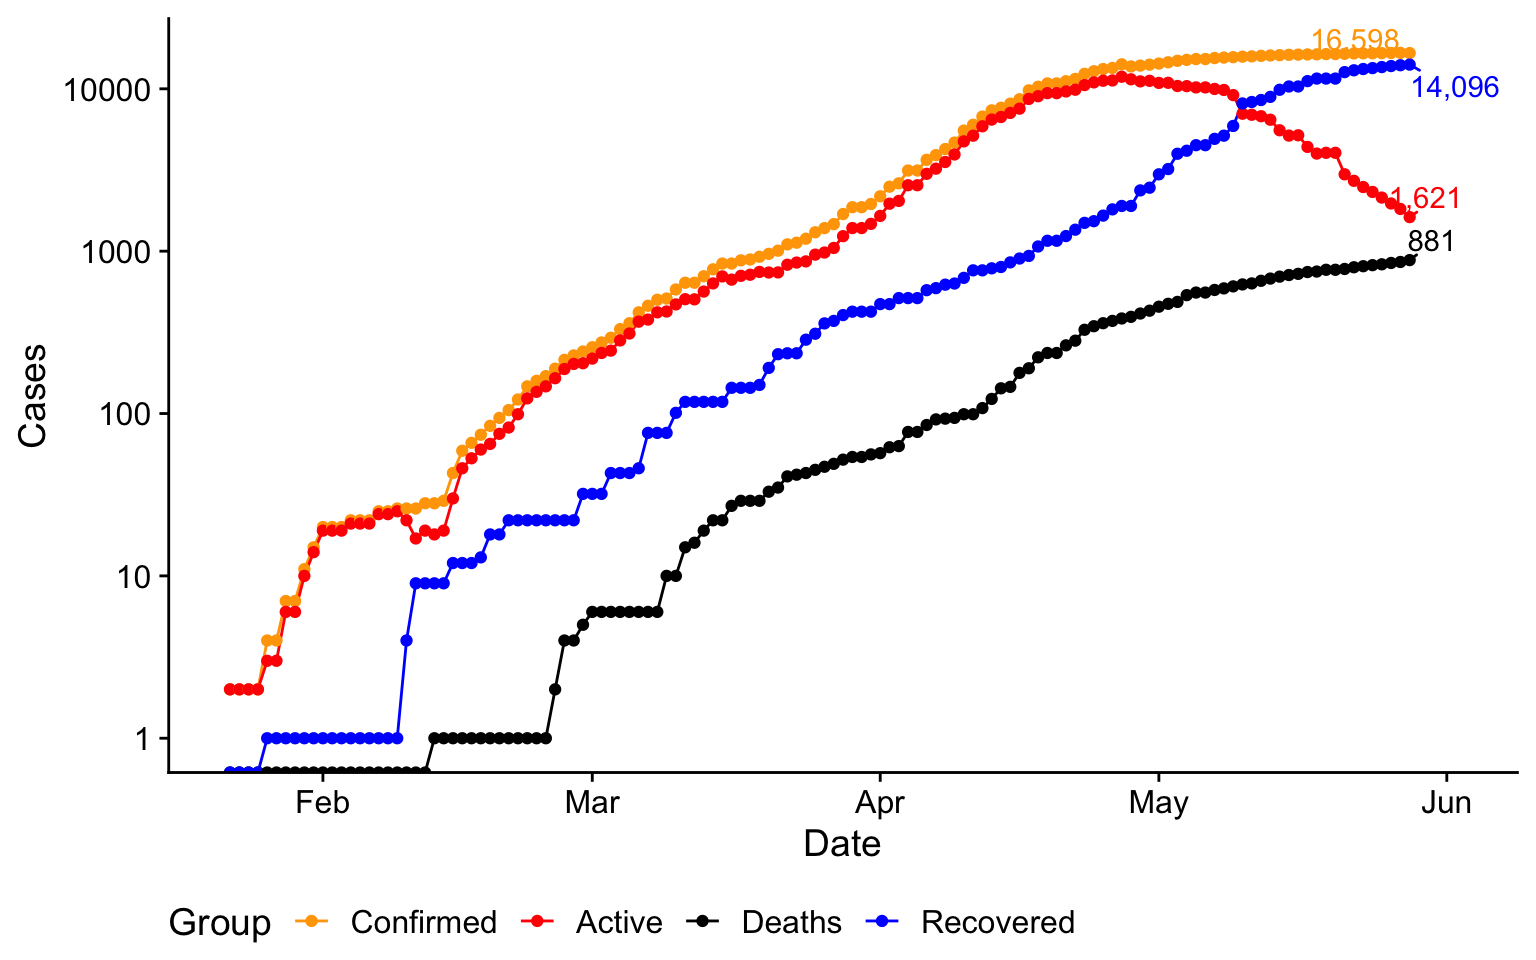 16,598
10000
14,096
1,621
1000
881
Cases
100
10
1
Feb Mar Apr May Jun
Date
Group Confirmed Active Deaths Recovered